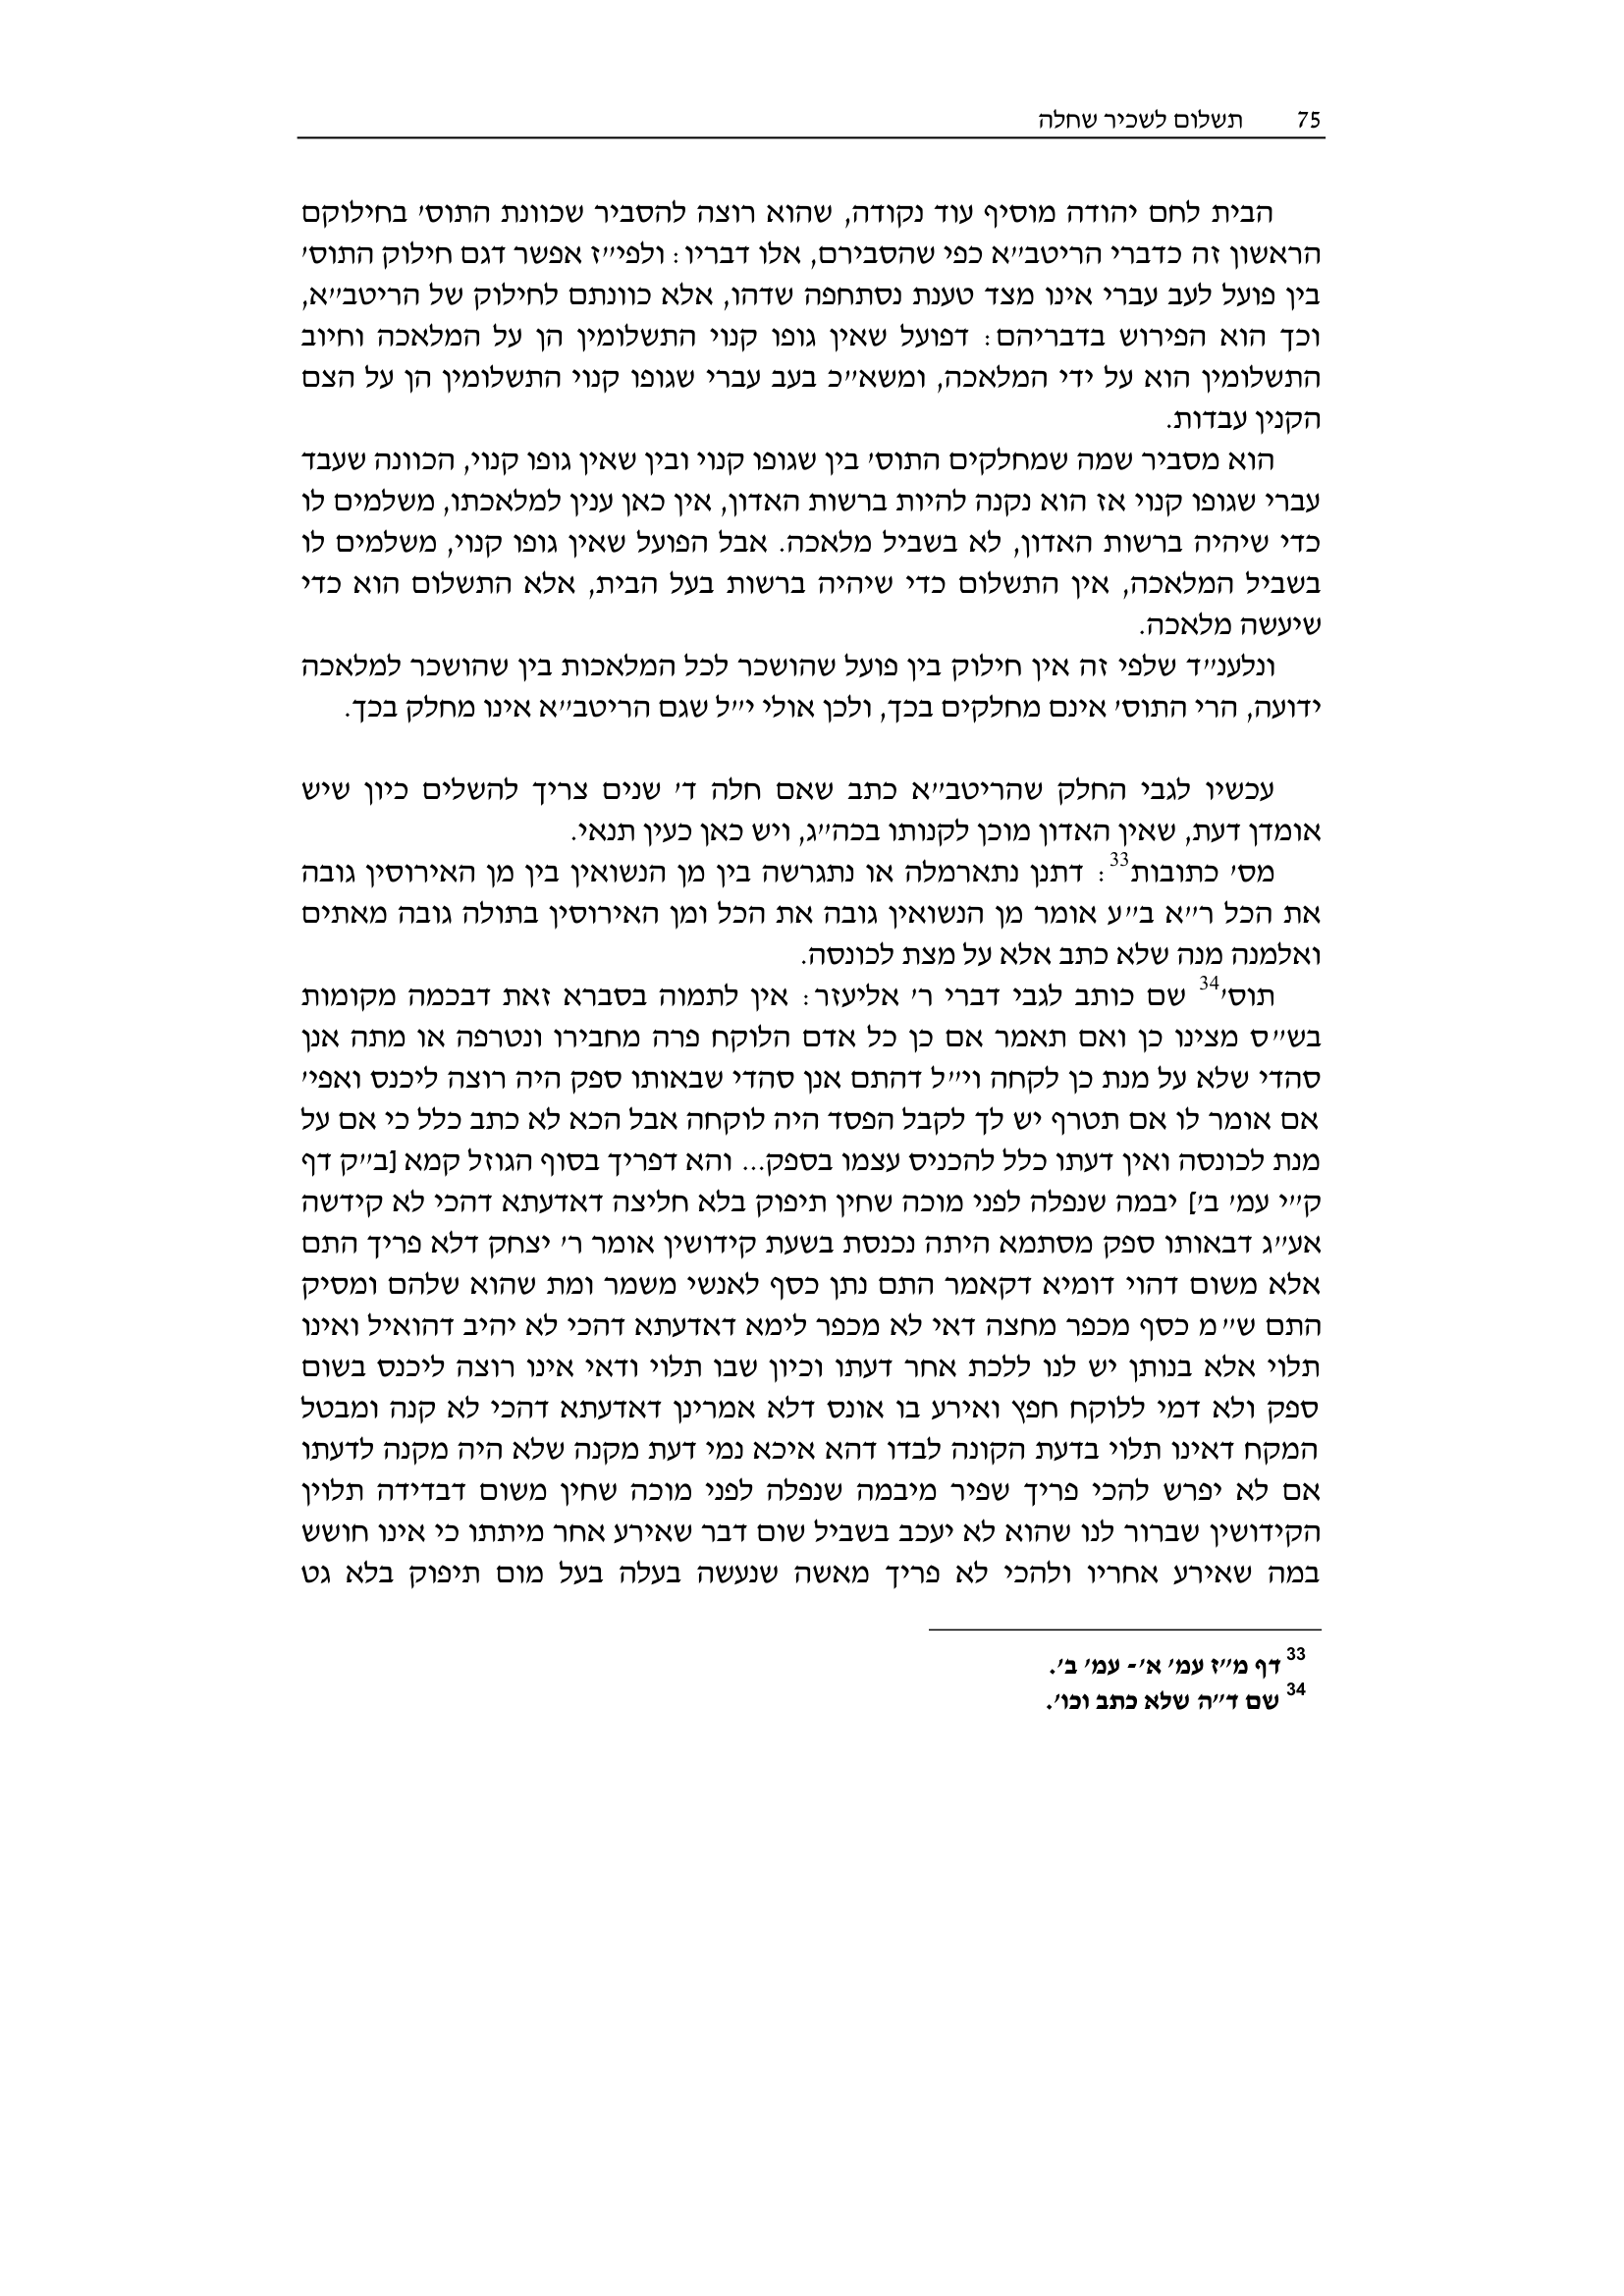 75 תשלום לשכיר שחלה
הבית לחם יהודה מוסיף עוד נקודה, שהוא רוצה להסביר שכוונת התוס' בחילוקם
הראשון זה כדברי הריטב"א כפי שהסבירם, אלו דבריו: ולפי"ז אפשר דגם חילוק התוס'
בין פועל לעב עברי אינו מצד טענת נסתחפה שדהו, אלא כוונתם לחילוק של הריטב"א,
וכך הוא הפירוש בדבריהם: דפועל שאין גופו קנוי התשלומין הן על המלאכה וחיוב
התשלומין הוא על ידי המלאכה, ומשא"כ בעב עברי שגופו קנוי התשלומין הן על הצם
הקנין עבדות.
הוא מסביר שמה שמחלקים התוס' בין שגופו קנוי ובין שאין גופו קנוי, הכוונה שעבד
עברי שגופו קנוי אז הוא נקנה להיות ברשות האדון, אין כאן ענין למלאכתו, משלמים לו
כדי שיהיה ברשות האדון, לא בשביל מלאכה. אבל הפועל שאין גופו קנוי, משלמים לו
בשביל המלאכה, אין התשלום כדי שיהיה ברשות בעל הבית, אלא התשלום הוא כדי
שיעשה מלאכה.
ונלענ"ד שלפי זה אין חילוק בין פועל שהושכר לכל המלאכות בין שהושכר למלאכה
ידועה, הרי התוס' אינם מחלקים בכך, ולכן אולי י"ל שגם הריטב"א אינו מחלק בכך.
עכשיו לגבי החלק שהריטב"א כתב שאם חלה ד' שנים צריך להשלים כיון שיש
אומדן דעת, שאין האדון מוכן לקנותו בכה"ג, ויש כאן כעין תנאי.
מס' כתובות33: דתנן נתארמלה או נתגרשה בין מן הנשואין בין מן האירוסין גובה
את הכל ר"א ב"ע אומר מן הנשואין גובה את הכל ומן האירוסין בתולה גובה מאתים
ואלמנה מנה שלא כתב אלא על מצת לכונסה.
תוס'34 שם כותב לגבי דברי ר' אליעזר: אין לתמוה בסברא זאת דבכמה מקומות
בש"ס מצינו כן ואם תאמר אם כן כל אדם הלוקח פרה מחבירו ונטרפה או מתה אנן
סהדי שלא על מנת כן לקחה וי"ל דהתם אנן סהדי שבאותו ספק היה רוצה ליכנס ואפי'
אם אומר לו אם תטרף יש לך לקבל הפסד היה לוקחה אבל הכא לא כתב כלל כי אם על
מנת לכונסה ואין דעתו כלל להכניס עצמו בספק... והא דפריך בסוף הגוזל קמא [ב"ק דף
ק"י עמ' ב'] יבמה שנפלה לפני מוכה שחין תיפוק בלא חליצה דאדעתא דהכי לא קידשה
אע"ג דבאותו ספק מסתמא היתה נכנסת בשעת קידושין אומר ר' יצחק דלא פריך התם
אלא משום דהוי דומיא דקאמר התם נתן כסף לאנשי משמר ומת שהוא שלהם ומסיק
התם ש"מ כסף מכפר מחצה דאי לא מכפר לימא דאדעתא דהכי לא יהיב דהואיל ואינו
תלוי אלא בנותן יש לנו ללכת אחר דעתו וכיון שבו תלוי ודאי אינו רוצה ליכנס בשום
ספק ולא דמי ללוקח חפץ ואירע בו אונס דלא אמרינן דאדעתא דהכי לא קנה ומבטל
המקח דאינו תלוי בדעת הקונה לבדו דהא איכא נמי דעת מקנה שלא היה מקנה לדעתו
אם לא יפרש להכי פריך שפיר מיבמה שנפלה לפני מוכה שחין משום דבדידה תלוין
הקידושין שברור לנו שהוא לא יעכב בשביל שום דבר שאירע אחר מיתתו כי אינו חושש
במה שאירע אחריו ולהכי לא פריך מאשה שנעשה בעלה בעל מום תיפוק בלא גט
33 דף מ"ז עמ' א'- עמ' ב'.
34 שם ד"ה שלא כתב וכו'.